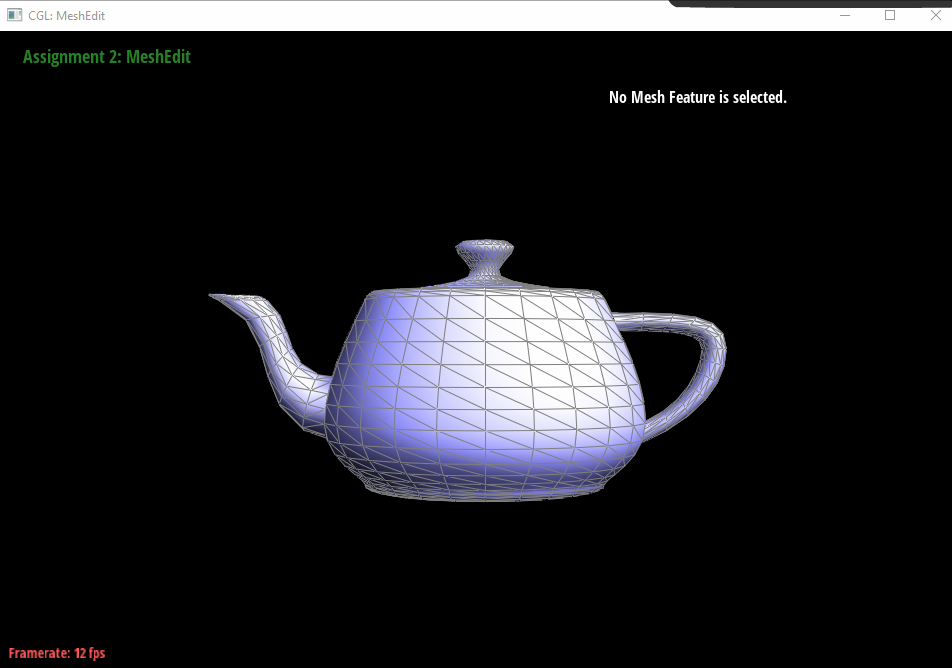 CGL: MeshEdit
Assignment 2: MeshEdit
No Mesh Feature is selected.
Framerate: 12 fps